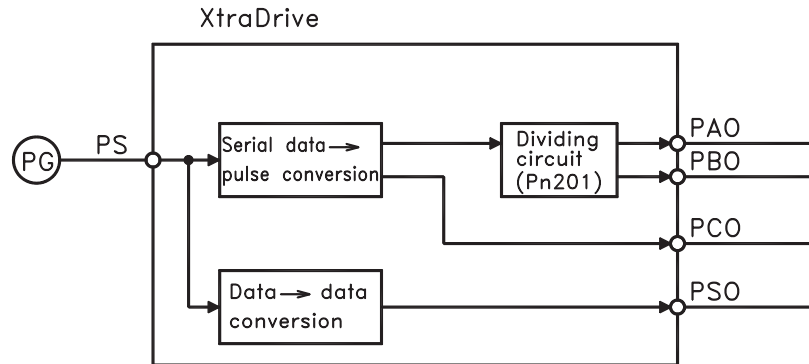 XtraDrive
PG
PS
Serial data→
pulse conversion
Dividing
circuit
(Pn201)
PAO
PBO
PCO
PSO
Data→ data
conversion